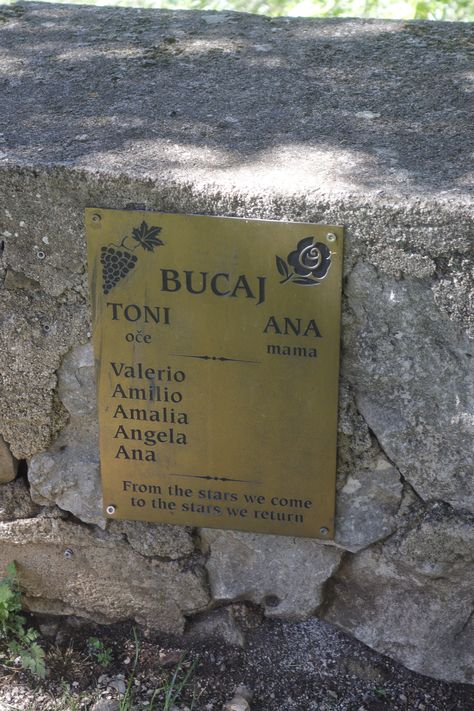 BUCAJ
TONI ANA
oče mama
Valerio
Amilio
Amalia
Angela
Ana
From the stars we come
to the stars we return